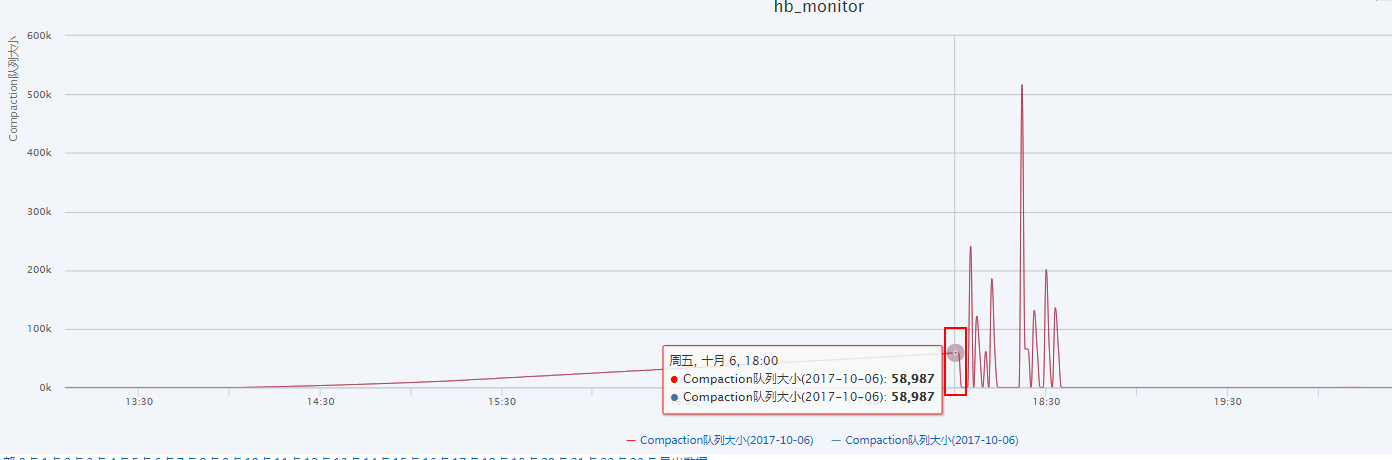 hb_monitor
Compaction队列大小
600k
500k
400k
300k
200k
100k
0k
周五, 十月 6, 18:00
Compaction队列大小(2017-10-06): 58,987
Compaction队列大小(2017-10-06): 58,987
13:30
14:30
15:30
18:30
19:30
Compaction队列大小(2017-10-06)
Compaction队列大小(2017-10-06)